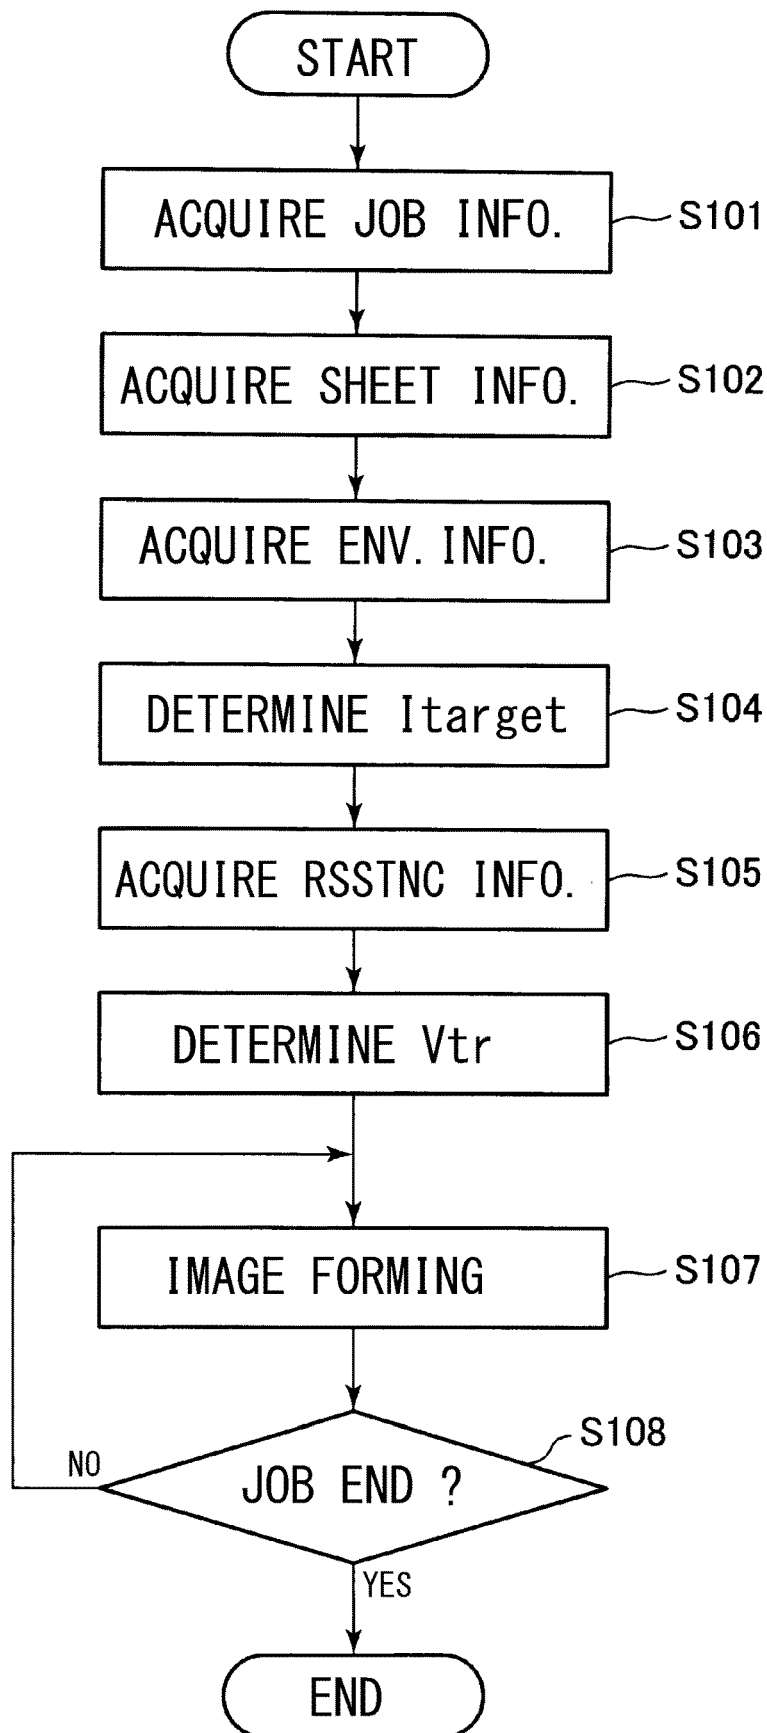 START
ACQUIRE JOB INFO. S101
ACQUIRE SHEET INFO. S102
ACQUIRE ENV. INFO. S103
DETERMINE Itarget S104
ACQUIRE RSSTNC INFO. S105
DETERMINE Vtr S106
IMAGE FORMING S107
S108
NO
JOB END ?
YES
END